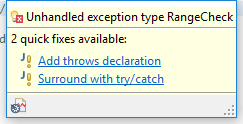 Unhandled exception type RangeCheck
2 quick fixes available:
Add throws declaration
Surround with try/catch